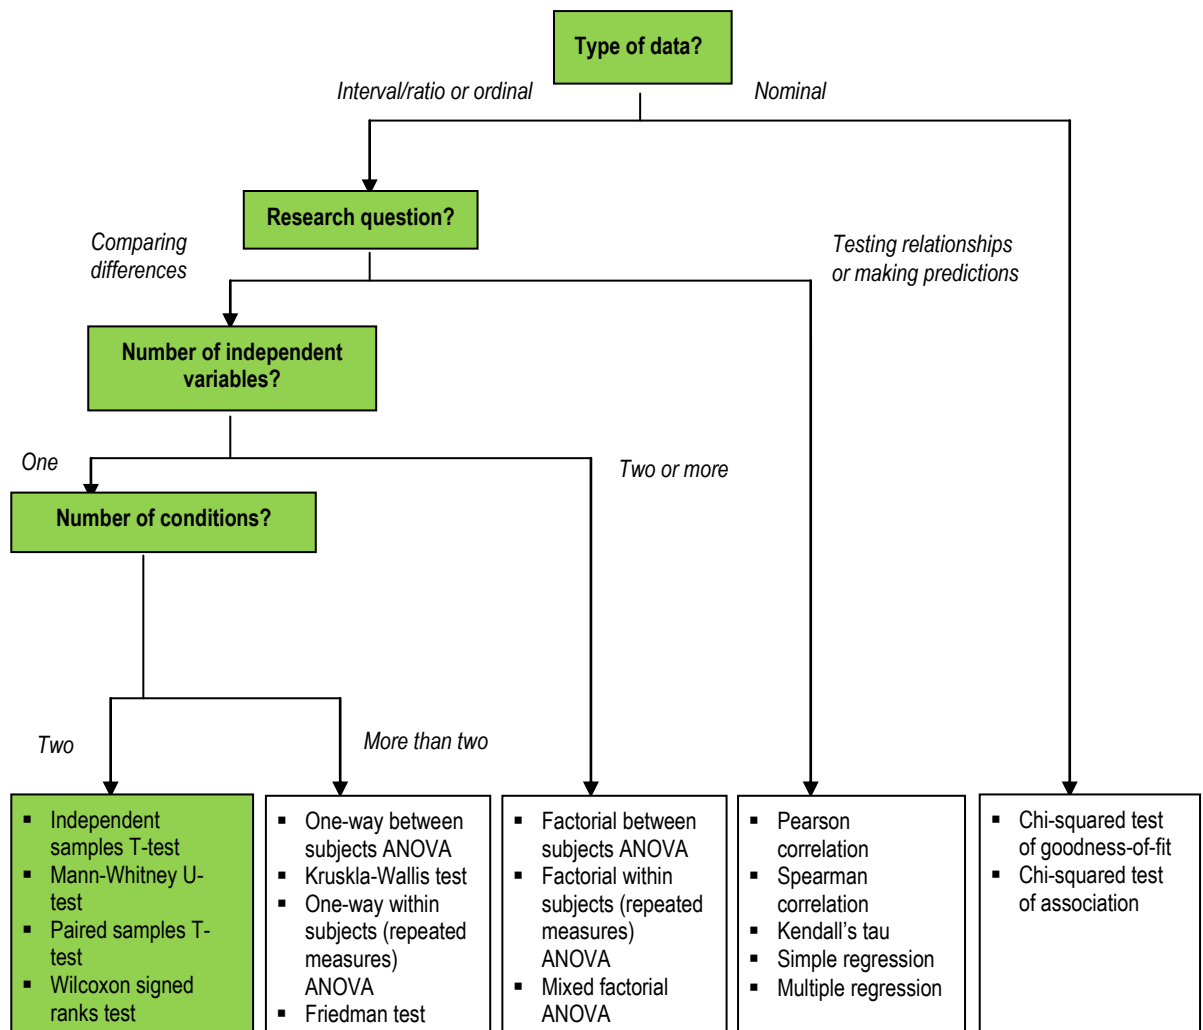 Type of data?
Interval/ratio or ordinal
Nominal
Research question?
Comparing
differences
Testing relationships
or making predictions
Number of independent
variables?
One
Two or more
Number of conditions?
Two
More than two
▪ Independent
samples T-test
▪ Mann-Whitney U-
test
▪ Paired samples T-
test
▪ Wilcoxon signed
ranks test
▪ One-way between
subjects ANOVA
▪ Kruskla-Wallis test
▪ One-way within
subjects (repeated
measures)
ANOVA
▪ Friedman test
▪ Factorial between
subjects ANOVA
▪ Factorial within
subjects (repeated
measures)
ANOVA
▪ Mixed factorial
ANOVA
▪ Pearson
correlation
▪ Spearman
correlation
▪ Kendall’s tau
▪ Simple regression
▪ Multiple regression
▪ Chi-squared test
of goodness-of-fit
▪ Chi-squared test
of association